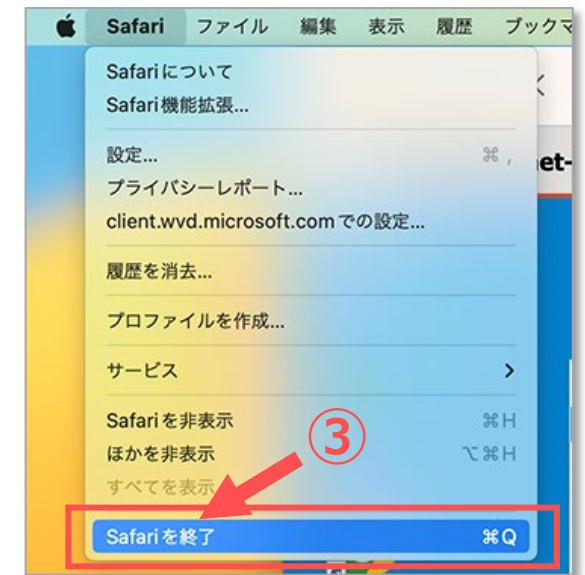 Safari ファイル 編集 表示 履歴 ブックマ
Safariについて
Safari機能拡張...
設定... ⌘ ,
et-
プライバシーレポート...
client.wvd.microsoft.comでの設定...
履歴を消去...
プロファイルを作成...
サービス >
Safariを非表示 ⌘H
③
ほかを非表示 ⌥⌘H
すべてを表示
Safariを終了 ⌘Q